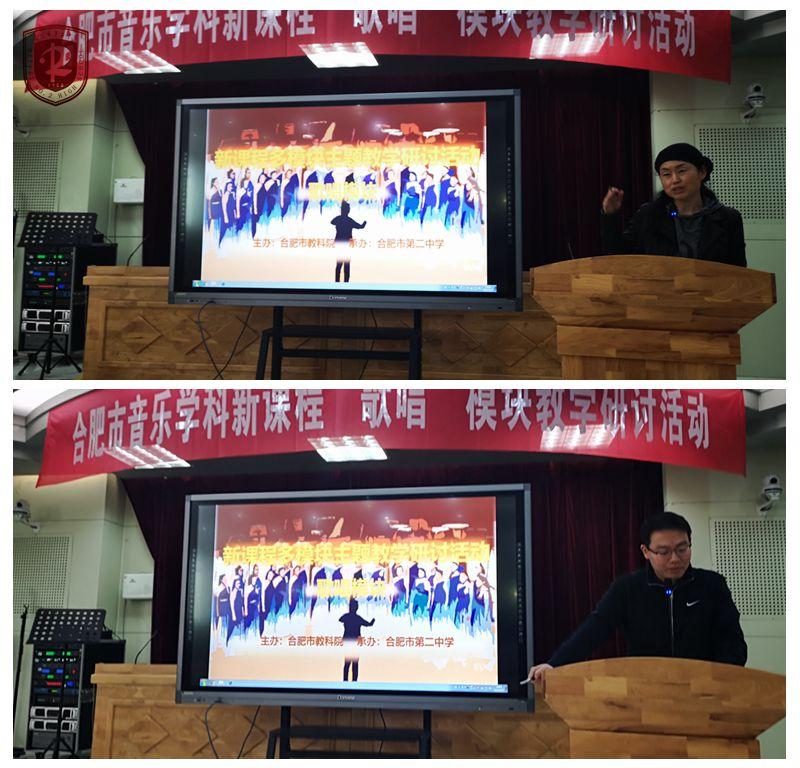 合肥市音乐学科新课程 歌唱 模块教学研讨活动
新课程多模块主题教学研讨活动
主办：合肥市教科院 承办：合肥市第二中学
合肥市音乐学科新课程 歌唱 模块教学研讨活动
新课程多模块主题教学研讨活动
主办：合肥市教科院 承办：合肥市第二中学